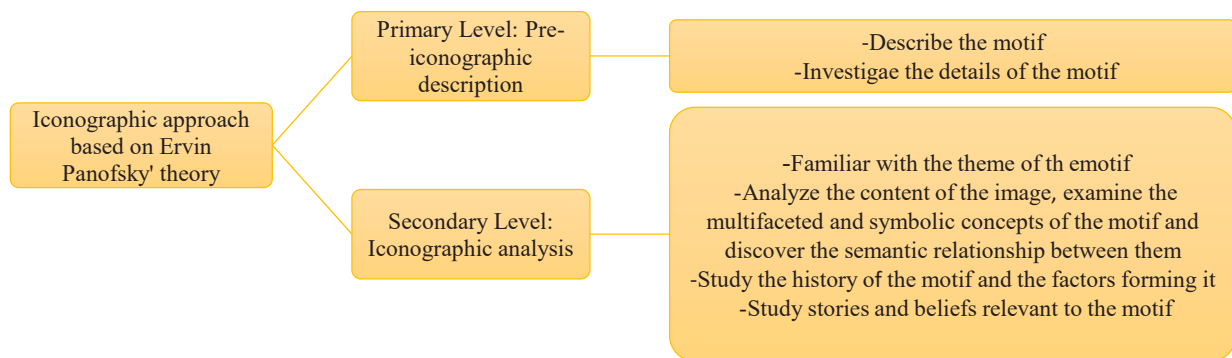 Iconographic approach
based on Ervin
Panofsky' theory
Primary Level: Pre-
iconographic
description
-Describe the motif
-Investigae the details of the motif
Secondary Level:
Iconographic analysis
-Familiar with the theme of th emotif
-Analyze the content of the image, examine the
multifaceted and symbolic concepts of the motif and
discover the semantic relationship between them
-Study the history of the motif and the factors forming it
-Study stories and beliefs relevant to the motif